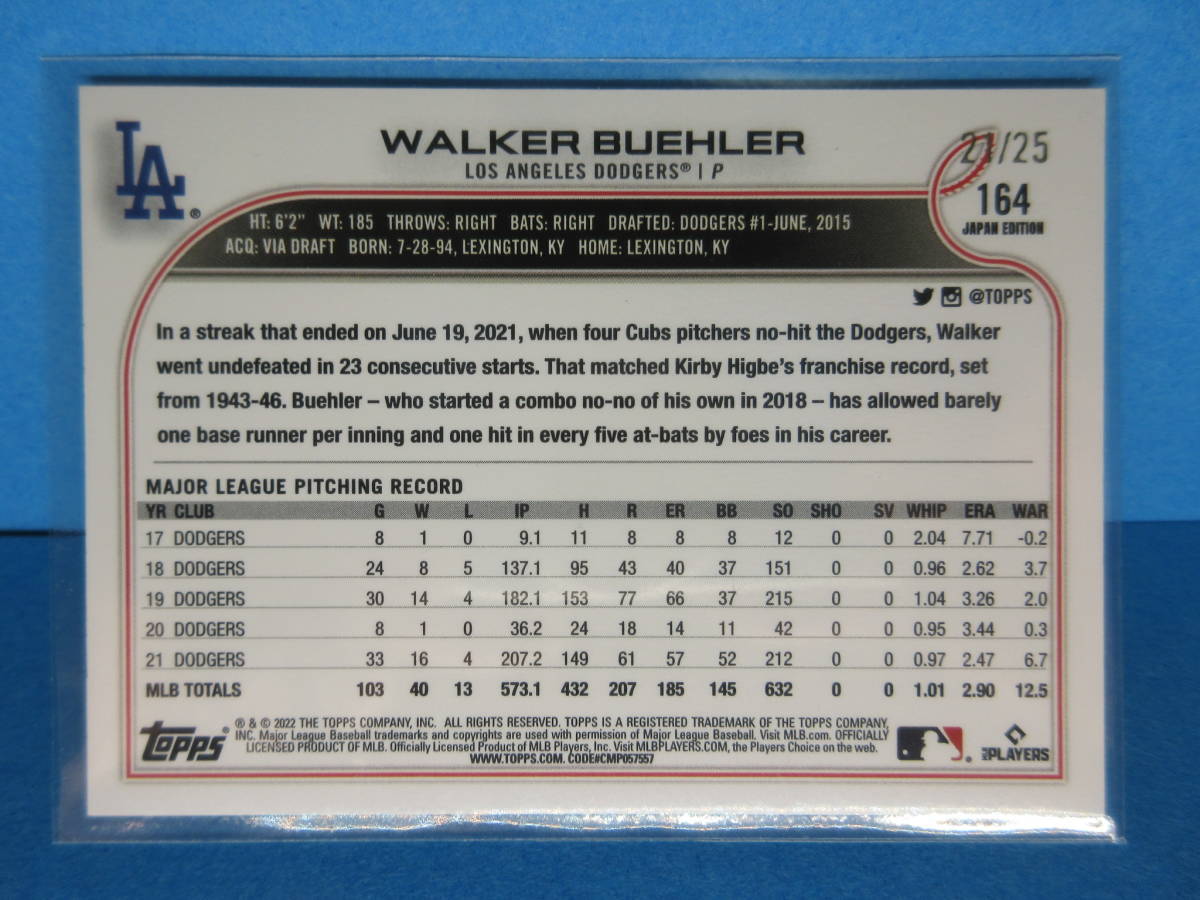 LA®
WALKER BUEHLER
LOS ANGELES DODGERS® | P
/25
164
JAPAN EDITION
HT: 6'2" WT: 185 THROWS: RIGHT BATS: RIGHT DRAFTED: DODGERS #1-JUNE, 2015
ACQ: VIA DRAFT BORN: 7-28-94, LEXINGTON, KY HOME: LEXINGTON, KY
@TOPPS
In a streak that ended on June 19, 2021, when four Cubs pitchers no-hit the Dodgers, Walker
went undefeated in 23 consecutive starts. That matched Kirby Higbe's franchise record, set
from 1943-46. Buehler – who started a combo no-no of his own in 2018 – has allowed barely
one base runner per inning and one hit in every five at-bats by foes in his career.
MAJOR LEAGUE PITCHING RECORD
YR CLUB G W L IP H R ER BB SO SHO SV WHIP ERA WAR
17 DODGERS 8 1 0 9.1 11 8 8 8 12 0 0 2.04 7.71 -0.2
18 DODGERS 24 8 5 137.1 95 43 40 37 151 0 0 0.96 2.62 3.7
19 DODGERS 30 14 4 182.1 153 77 66 37 215 0 0 1.04 3.26 2.0
20 DODGERS 8 1 0 36.2 24 18 14 11 42 0 0 0.95 3.44 0.3
21 DODGERS 33 16 4 207.2 149 61 57 52 212 0 0 0.97 2.47 6.7
MLB TOTALS 103 40 13 573.1 432 207 185 145 632 0 0 1.01 2.90 12.5
topps
® & © 2022 THE TOPPS COMPANY, INC. ALL RIGHTS RESERVED. TOPPS IS A REGISTERED TRADEMARK OF THE TOPPS COMPANY,
INC. Major League Baseball trademarks and copyrights are used with permission of Major League Baseball. Visit MLB.com. OFFICIALLY
LICENSED PRODUCT OF MLB. Officially Licensed Product of MLB Players, Inc. Visit MLBPLAYERS.COM, the Players Choice on the web.
WWW.TOPPS.COM. CODE#CMP057557
PLAYERS